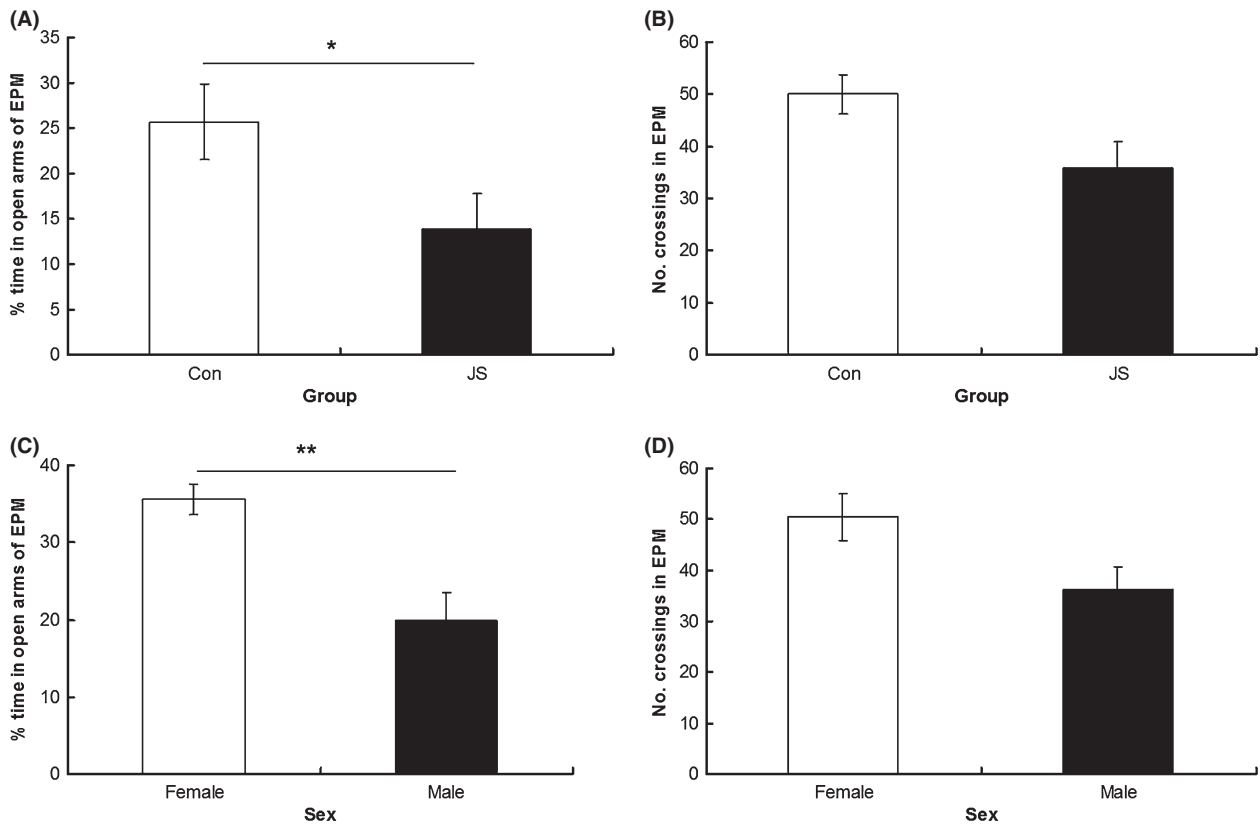 (A)
% time in open arms of EPM
35
30
25
20
15
10
5
0
*
Con
JS
Group
(B)
No. crossings in EPM
60
50
40
30
20
10
0
Con
JS
Group
(C)
% time in open arms of EPM
40
30
20
10
0
**
Female
Male
Sex
(D)
No. crossings in EPM
60
50
40
30
20
10
0
Female
Male
Sex